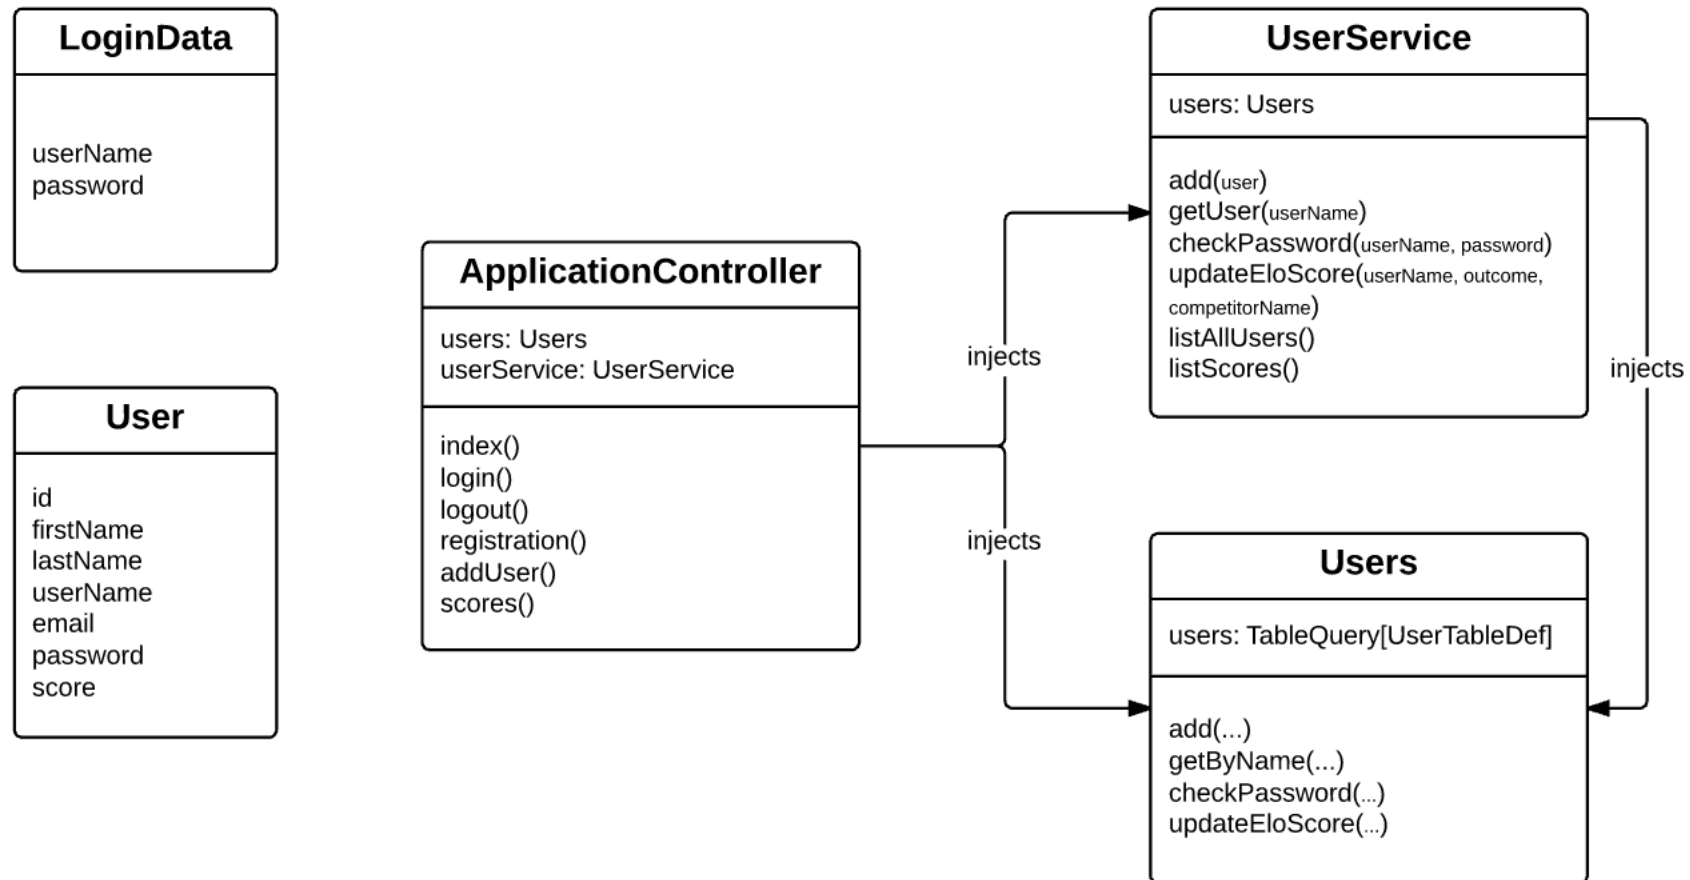 LoginData
userName
password
User
id
firstName
lastName
userName
email
password
score
ApplicationController
users: Users
userService: UserService
index()
login()
logout()
registration()
addUser()
scores()
injects
injects
UserService
users: Users
add(user)
getUser(userName)
checkPassword(userName, password)
updateEloScore(userName, outcome,
competitorName)
listAllUsers()
listScores()
injects
Users
users: TableQuery[UserTableDef]
add(...)
getByName(...)
checkPassword(...)
updateEloScore(...)